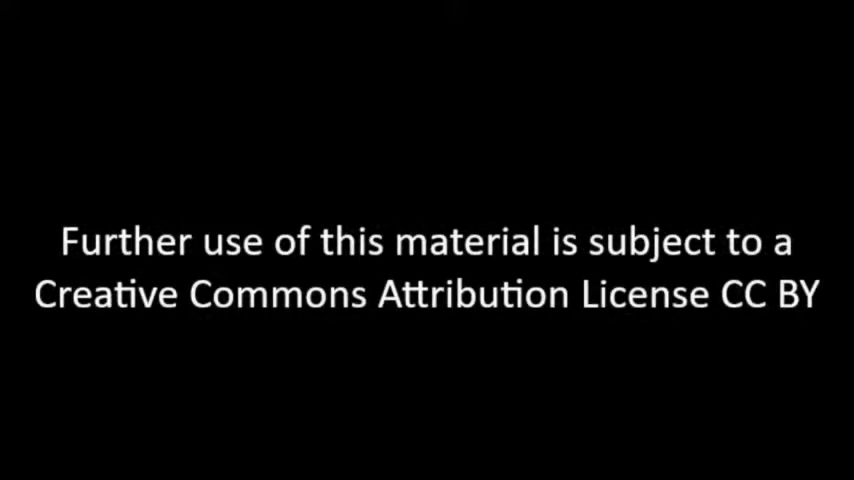 Further use of this material is subject to a
Creative Commons Attribution License CC BY